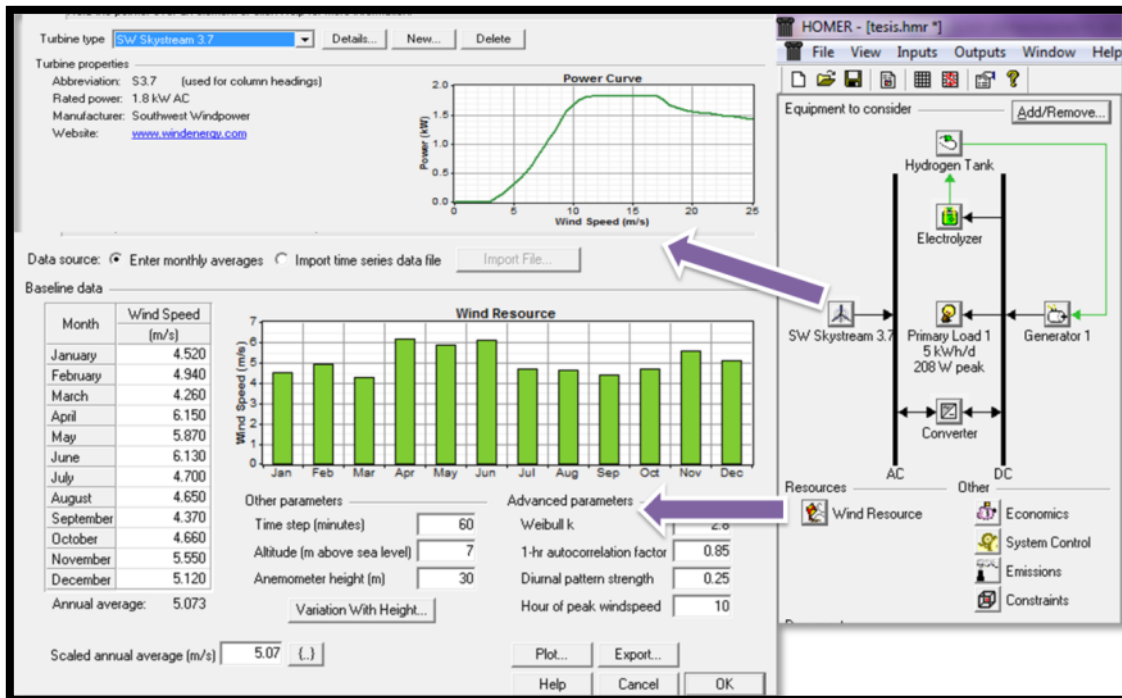 Turbine type SW Skystream 3.7 Details... New... Delete
Turbine properties
Abbreviation: S3.7 (used for column headings)
Rated power: 1.8 kW AC
Manufacturer: Southwest Windpower
Website: www.windenergy.com
Power Curve
Power (kW)
2.0
1.5
1.0
0.5
0.0
0 5 10 15 20 25
Wind Speed (m/s)
Data source: Enter monthly averages Import time series data file Import File...
Baseline data
Month Wind Speed
(m/s)
January 4.520
February 4.940
March 4.260
April 6.150
May 5.870
June 6.130
July 4.700
August 4.650
September 4.370
October 4.660
November 5.550
December 5.120
Annual average: 5.073
Wind Resource
Wind Speed (m/s)
7
6
5
4
3
2
1
0
Jan Feb Mar Apr May Jun Jul Aug Sep Oct Nov Dec
Other parameters
Time step (minutes) 60
Altitude (m above sea level) 7
Anemometer height (m) 30
Variation With Height...
Advanced parameters
Weibull k 2.8
1-hr autocorrelation factor 0.85
Diurnal pattern strength 0.25
Hour of peak windspeed 10
Scaled annual average (m/s) 5.07 {..}
Plot... Export...
Help Cancel OK
HOMER - [tesis.hmr *]
File View Inputs Outputs Window Help
Equipment to consider Add/Remove...
Hydrogen Tank
Electrolyzer
SW Skystream 3.7 Primary Load 1 Generator 1
5 kWh/d
208 W peak
Converter
AC DC
Resources Other
Wind Resource Economics
System Control
Emissions
Constraints